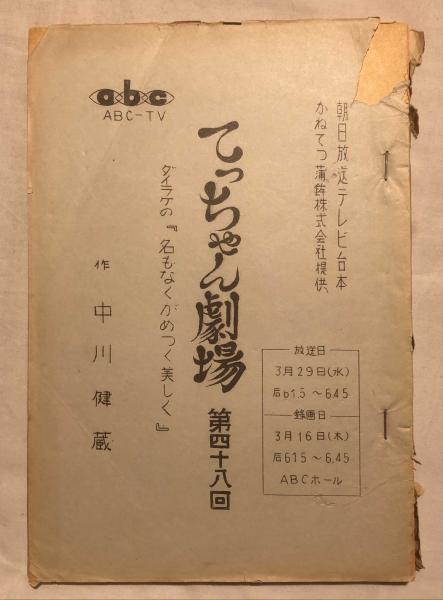 朝日放送テレビ台本
かねてつ蒲鉾株式会社提供、
abc
ABC-TV
てっちゃん劇場 第四十八回
ダイラケの『名もなくがめつく美しく』
作 中川健蔵
放送日
3月29日(水)
后6.15～6.45
録画日
3月16日(木)
后615～6.45
ABCホール